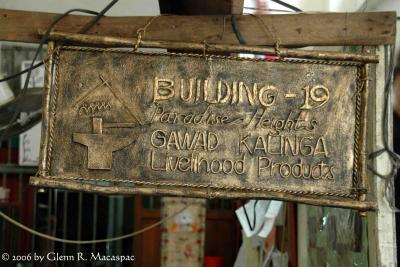 BUILDING - 19
Paradise Heights
GAWAD KALINGA
Livelihood Products
©2006 by Glenn R. Macaspac